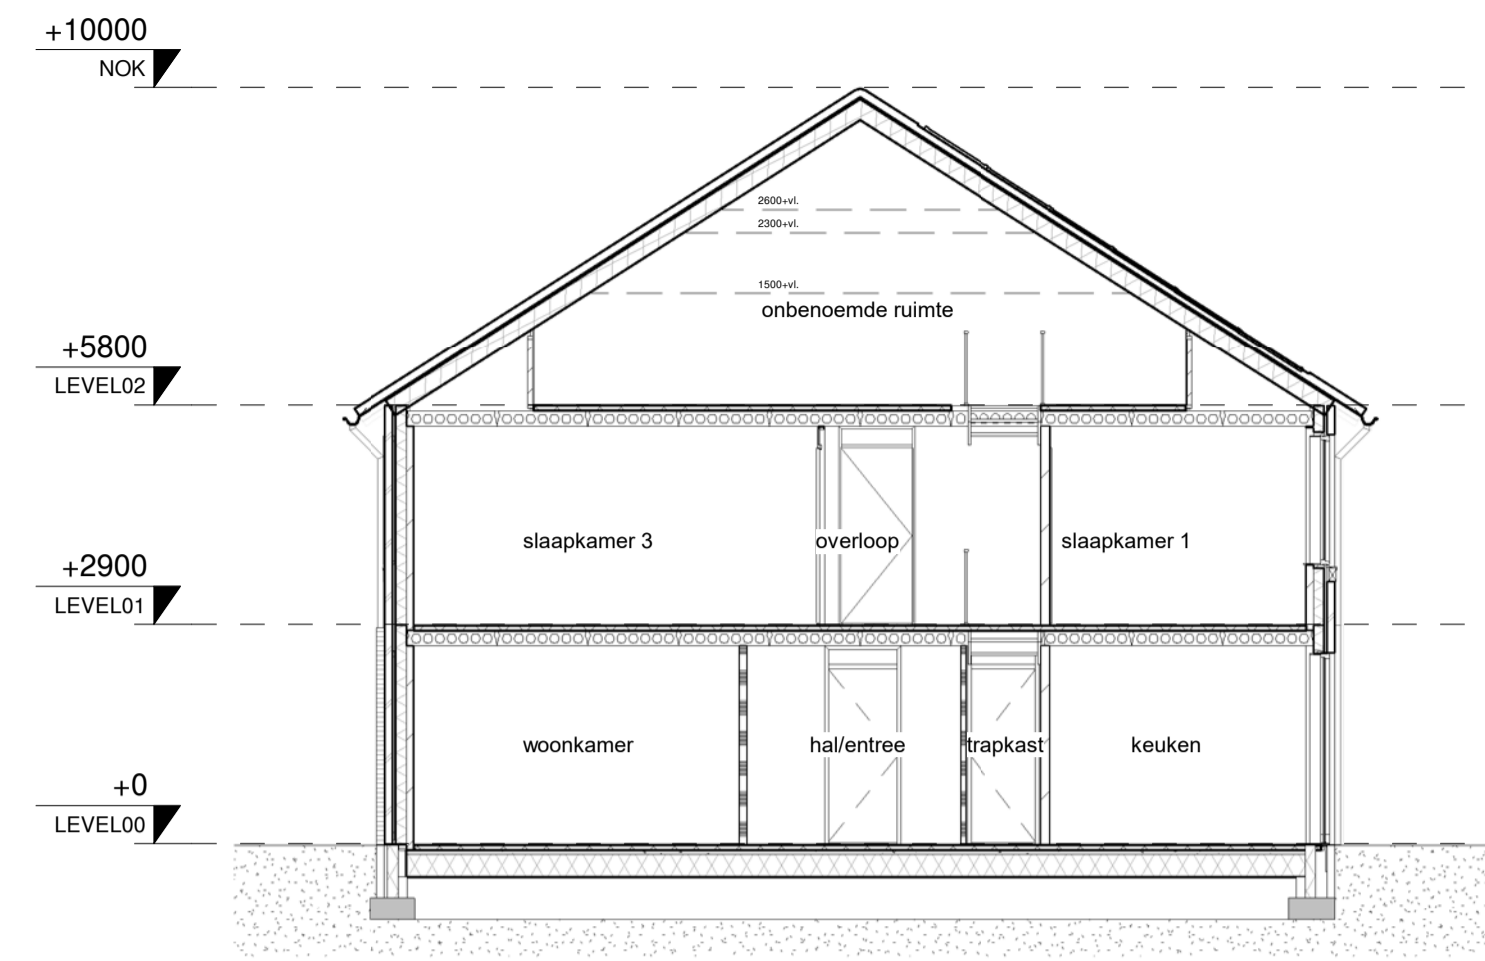 +10000
NOK
2600+vl.
2300+vl.
1500+vl.
onbenoemde ruimte
+5800
LEVEL02
slaapkamer 3
overloop
slaapkamer 1
+2900
LEVEL01
woonkamer
hal/entree
trapkast
keuken
+0
LEVEL00